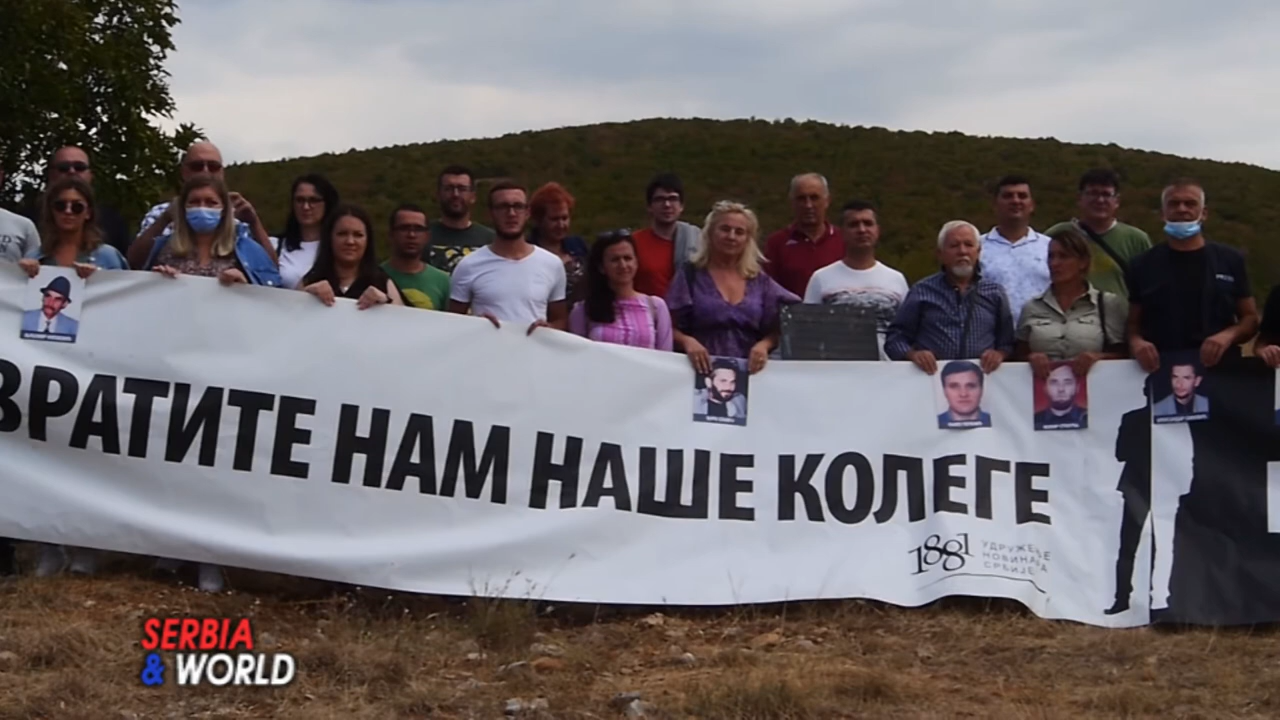 ВРАТИТЕ НАМ НАШЕ КОЛЕГЕ
1881
УДРУЖЕЊЕ
НОВИНАРА
СРБИЈЕ
SERBIA
& WORLD